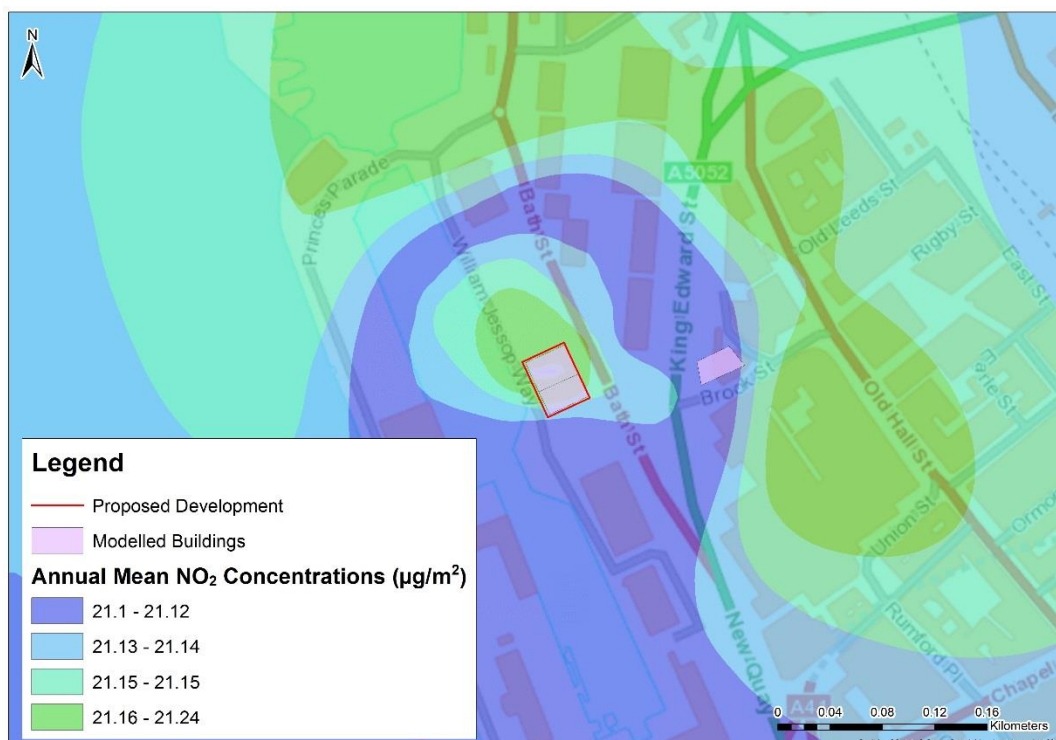 N
Princes Parade
William Jessop Way
Bath St
Bath St
A5052
King Edward St
Old Leeds St
Rigby St
East St
Earle St
Brook St
Old Hall St
Union St
Rumford Pl
New Quay
Chapel
Legend
Proposed Development
Modelled Buildings
Annual Mean NO₂ Concentrations (µg/m²)
21.1 - 21.12
21.13 - 21.14
21.15 - 21.15
21.16 - 21.24
0 0.04 0.08 0.12 0.16
Kilometers